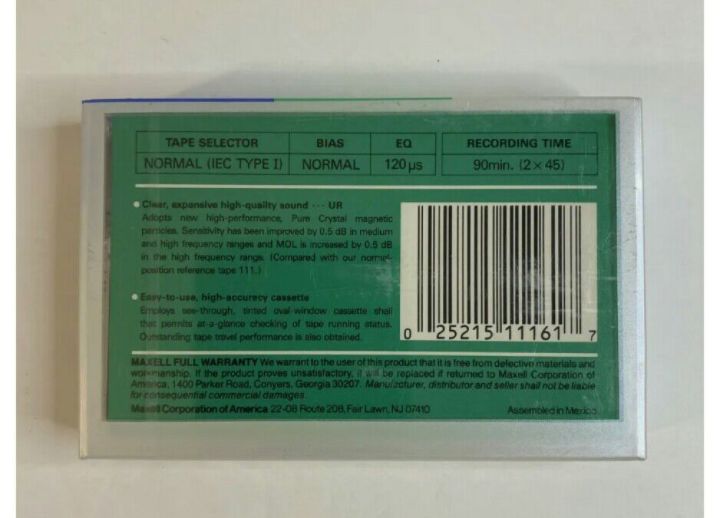 TAPE SELECTOR BIAS EQ RECORDING TIME
NORMAL (IEC TYPE I) NORMAL 120 µs 90min. (2 × 45)
• Clear, expansive high-quality sound ··· UR
Adopts new high-performance, Pure Crystal magnetic
particles. Sensitivity has been improved by 0.5 dB in medium
and high frequency ranges and MOL is increased by 0.5 dB
in the high frequency range. (Compared with our normal-
position reference tape 111.)
• Easy-to-use, high-accuracy cassette
Employs see-through, tinted oval-window cassette shell
that permits at-a-glance checking of tape running status.
Outstanding tape travel performance is also obtained.
0 25215 11161 7
MAXELL FULL WARRANTY We warrant to the user of this product that it is free from defective materials and
workmanship. If the product proves unsatisfactory, it will be replaced if returned to Maxell Corporation of
America, 1400 Parker Road, Conyers, Georgia 30207. Manufacturer, distributor and seller shall not be liable
for consequential commercial damages.
Maxell Corporation of America 22-08 Route 208, Fair Lawn, NJ 07410 Assembled in Mexico